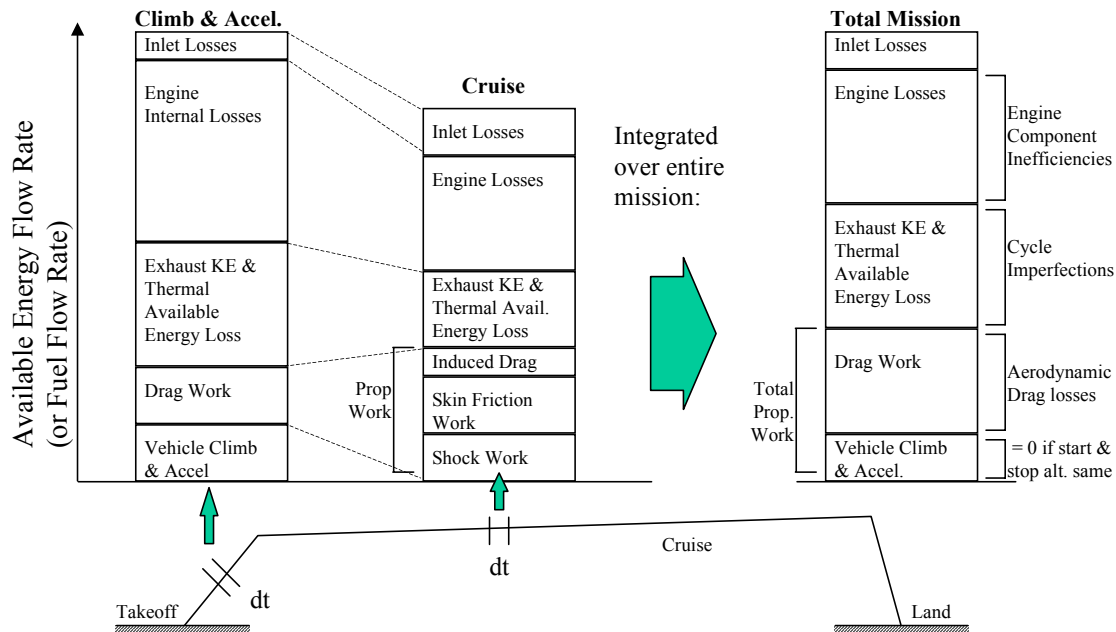 Climb & Accel.
Inlet Losses
Engine
Internal Losses
Exhaust KE &
Thermal
Available
Energy Loss
Drag Work
Vehicle Climb
& Accel
Available Energy Flow Rate
(or Fuel Flow Rate)
Cruise
Inlet Losses
Engine Losses
Exhaust KE &
Thermal Avail.
Energy Loss
Induced Drag
Skin Friction
Work
Shock Work
Prop
Work
Integrated
over entire
mission:
Total Mission
Inlet Losses
Engine Losses
Exhaust KE &
Thermal
Available
Energy Loss
Drag Work
Vehicle Climb
& Accel.
Total
Prop.
Work
Engine
Component
Inefficiencies
Cycle
Imperfections
Aerodynamic
Drag losses
= 0 if start &
stop alt. same
Takeoff
dt
dt
Cruise
Land